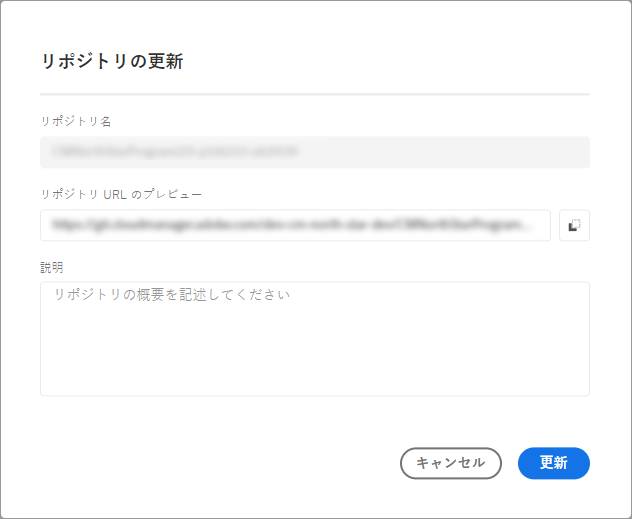 リポジトリの更新
リポジトリ名
リポジトリ URL のプレビュー
説明
リポジトリの概要を記述してください
キャンセル
更新